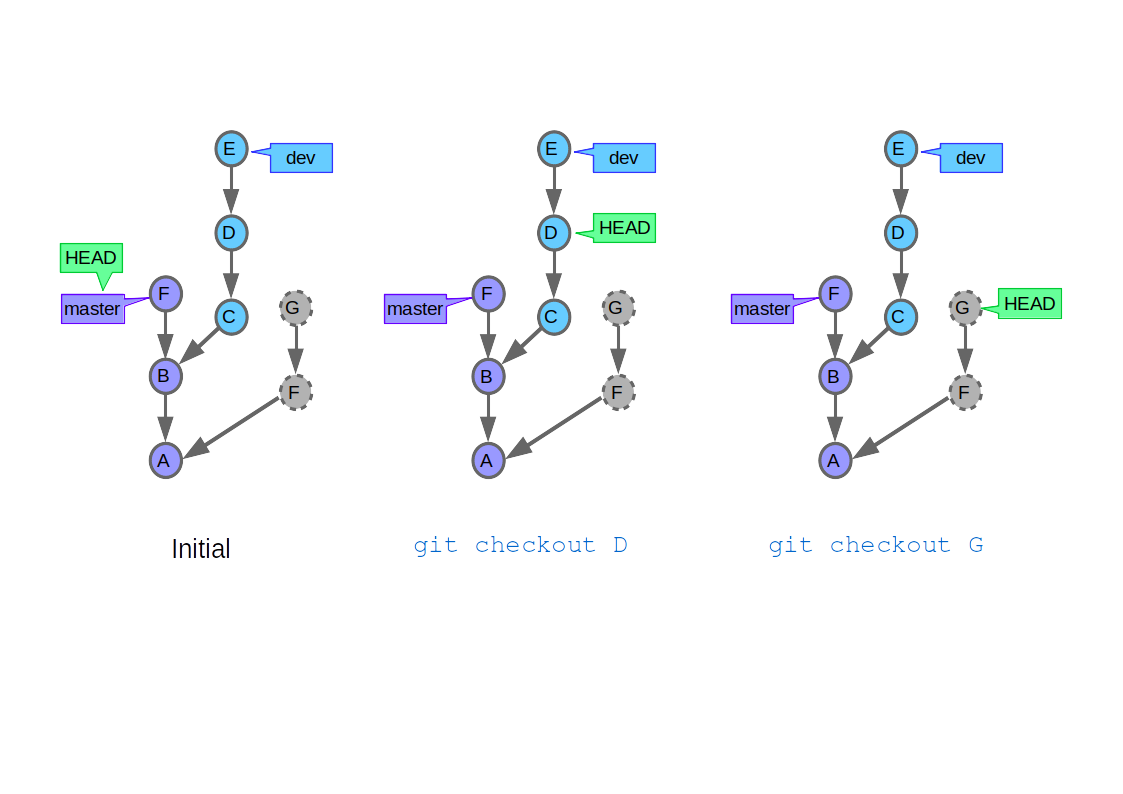 E
dev
D
HEAD
F
master
G
C
B
F
A
Initial
E
dev
D
HEAD
F
master
G
C
B
F
A
git checkout D
E
dev
D
F
master
G
HEAD
C
B
F
A
git checkout G